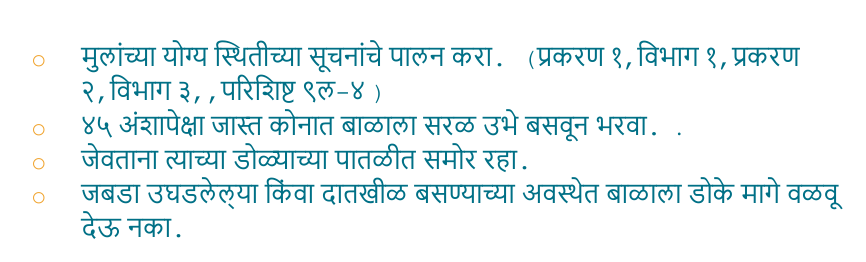 ○ मुलांच्या योग्य स्थितीच्या सूचनांचे पालन करा. (प्रकरण १,विभाग १,प्रकरण
२,विभाग ३,,परिशिष्ट ९ल-४ )
○ ४५ अंशापेक्षा जास्त कोनात बाळाला सरळ उभे बसवून भरवा. .
○ जेवताना त्याच्या डोळ्याच्या पातळीत समोर रहा.
○ जबडा उघडलेल्या किंवा दातखीळ बसण्याच्या अवस्थेत बाळाला डोके मागे वळवू
देऊ नका.